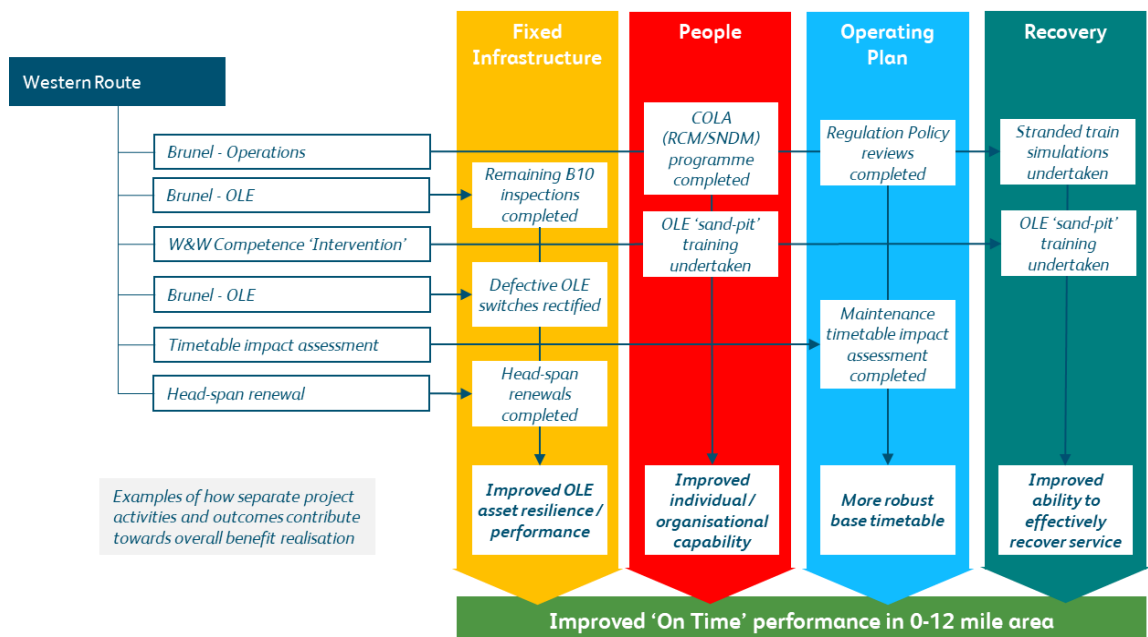 Fixed
Infrastructure
People
Operating
Plan
Recovery
Western Route
Brunel - Operations
Brunel - OLE
W&W Competence ‘Intervention’
Brunel - OLE
Timetable impact assessment
Head-span renewal
Remaining B10
inspections
completed
Defective OLE
switches rectified
Head-span
renewals
completed
Improved OLE
asset resilience /
performance
COLA
(RCM/SNDM)
programme
completed
OLE ‘sand-pit’
training
undertaken
Improved
individual /
organisational
capability
Regulation Policy
reviews
completed
Maintenance
timetable impact
assessment
completed
More robust
base timetable
Stranded train
simulations
undertaken
OLE ‘sand-pit’
training
undertaken
Improved
ability to
effectively
recover service
Examples of how separate project
activities and outcomes contribute
towards overall benefit realisation
Improved ‘On Time’ performance in 0-12 mile area